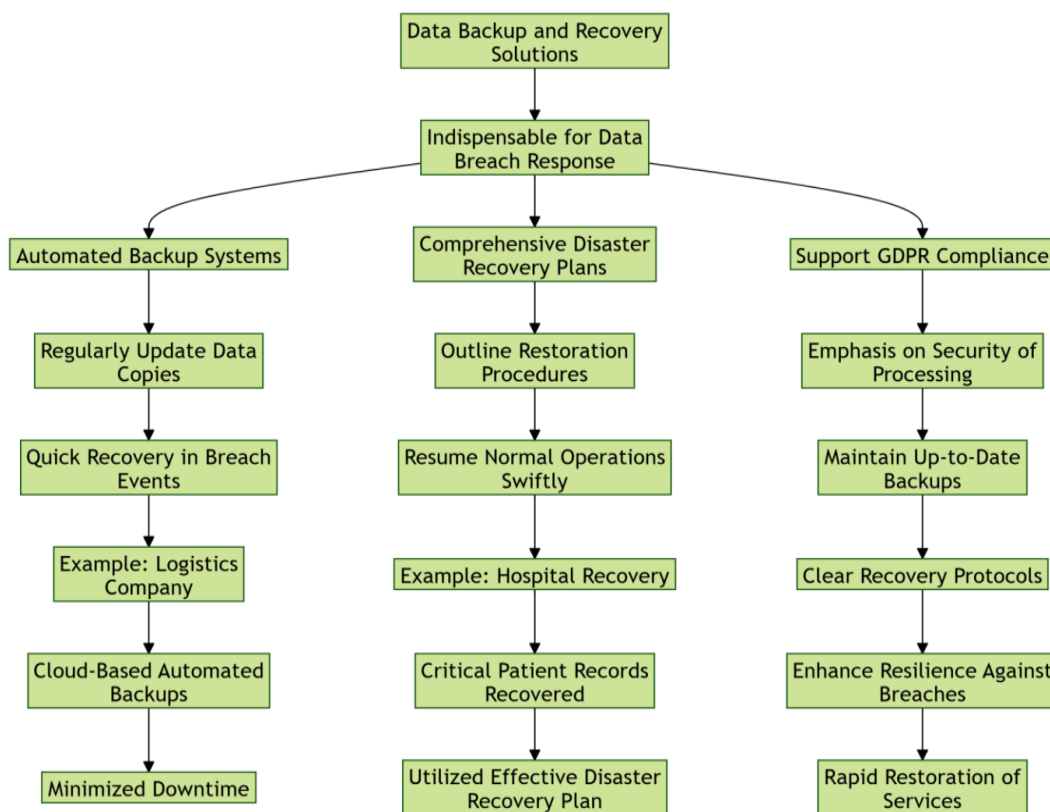 Data Backup and Recovery
Solutions
Indispensable for Data
Breach Response
Automated Backup Systems
Comprehensive Disaster
Recovery Plans
Support GDPR Compliance
Regularly Update Data
Copies
Outline Restoration
Procedures
Emphasis on Security of
Processing
Quick Recovery in Breach
Events
Resume Normal Operations
Swiftly
Maintain Up-to-Date
Backups
Example: Logistics
Company
Example: Hospital Recovery
Clear Recovery Protocols
Cloud-Based Automated
Backups
Critical Patient Records
Recovered
Enhance Resilience Against
Breaches
Minimized Downtime
Utilized Effective Disaster
Recovery Plan
Rapid Restoration of
Services